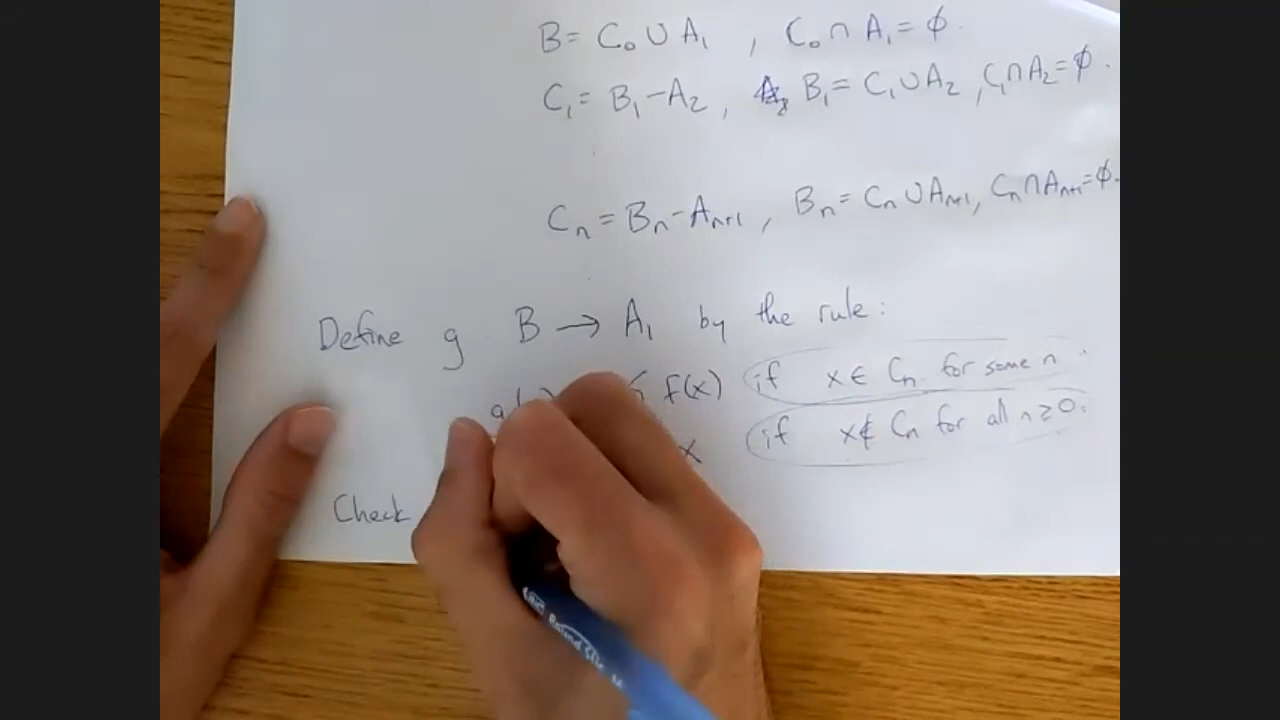 B = C₀ ∪ A₁ , C₀ ∩ A₁ = ∅.
C₁ = B₁ - A₂ , B₁ = C₁ ∪ A₂ , C₁ ∩ A₂ = ∅.
Cₙ = Bₙ - Aₙ₊₁ , Bₙ = Cₙ ∪ Aₙ₊₁ , Cₙ ∩ Aₙ₊₁ = ∅.
Define g B → A₁ by the rule:
f(x) if x ∈ Cₙ for some n.
x if x ∉ Cₙ for all n ≥ 0.
Check